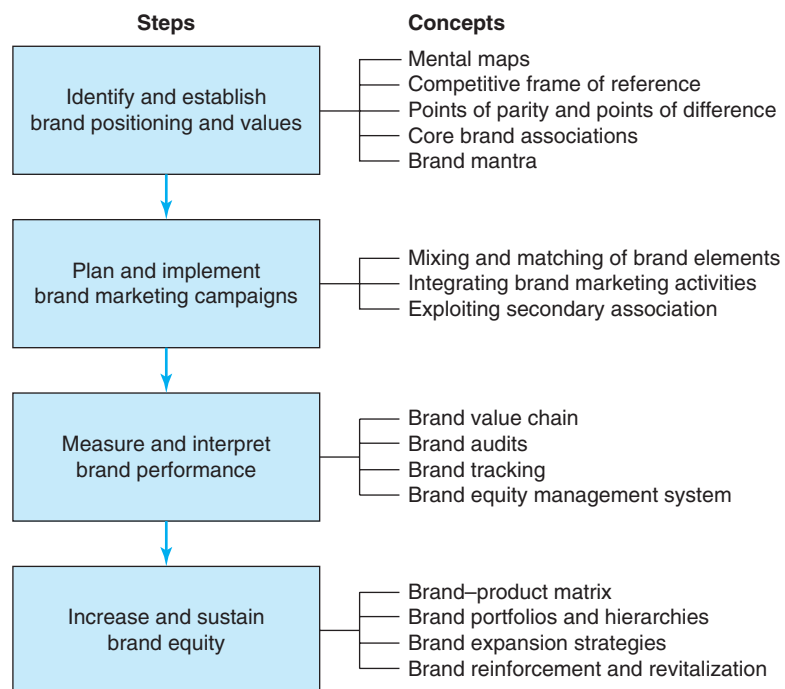 Steps
Concepts
Identify and establish
brand positioning and values
Mental maps
Competitive frame of reference
Points of parity and points of difference
Core brand associations
Brand mantra
Plan and implement
brand marketing campaigns
Mixing and matching of brand elements
Integrating brand marketing activities
Exploiting secondary association
Measure and interpret
brand performance
Brand value chain
Brand audits
Brand tracking
Brand equity management system
Increase and sustain
brand equity
Brand–product matrix
Brand portfolios and hierarchies
Brand expansion strategies
Brand reinforcement and revitalization